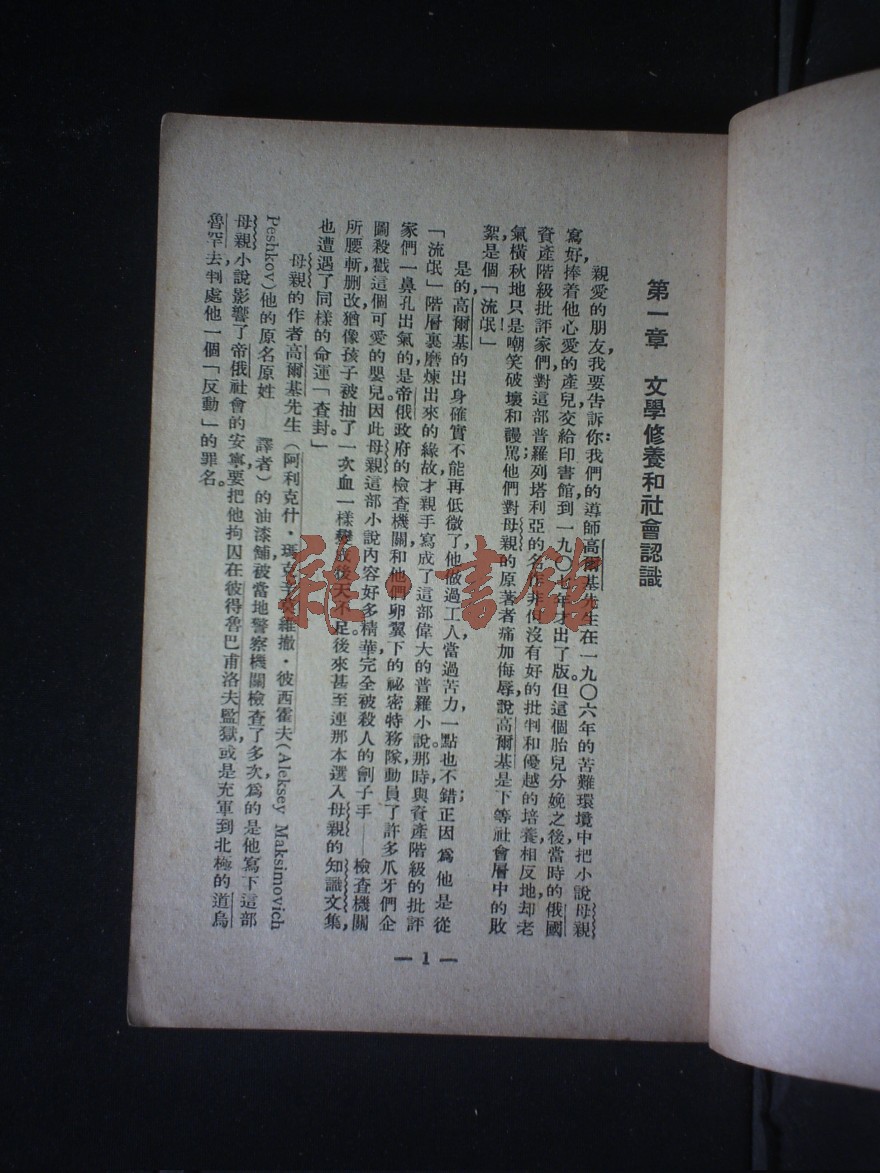 第一章 文學修養和社會認識
親愛的朋友,我要告訴你:我們的導師高爾基先生在一九〇六年的苦難環境中,把小說母親
寫好,捧着他心愛的產兒交給印書館,到一九〇七年才出了版。但這個胎兒分娩之後,當時的俄國
資產階級批評家們,對這部普羅列塔利亞的名作非但沒有好的批判和優越的培養,相反地,却老
氣橫秋地只是嘲笑破壞和謾罵;他們對母親的原著者痛加侮辱,說高爾基是下等社會層中的敗
絮,是個「流氓」!
是的,高爾基的出身確實不能再低微了,他做過工人,當過苦力,一點也不錯;正因爲他是從
「流氓」階層裏磨煉出來的緣故,才親手寫成了這部偉大的普羅小說。那時,與資產階級的批評
家們一鼻孔出氣的是帝俄政府的檢查機關和他們卵翼下的祕密特務隊,動員了許多爪牙們企
圖殺戳這個可愛的嬰兒。因此,母親這部小說內容好多精華,完全被殺人的劊子手——檢查機關
所腰斬,删改,猶像孩子被抽了一次血一樣,變成後天不足。後來甚至連那本選入母親的知識文集,
也遭遇了同樣的命運「查封」。
母親的作者高爾基先生(阿利克什·瑪克
維撤·彼西霍夫(Aleksey Maksimovich
Peshkov)他的原名原姓——譯者)的油漆舖,被當地警察機關檢查了多次,爲的是他寫下這部
母親小說,影響了帝俄社會的安寧,要把他拘囚在彼得魯巴甫洛夫監獄,或是充軍到北極的道烏
魯罕去,判處他一個「反動」的罪名。
— 1 —
雜·書館